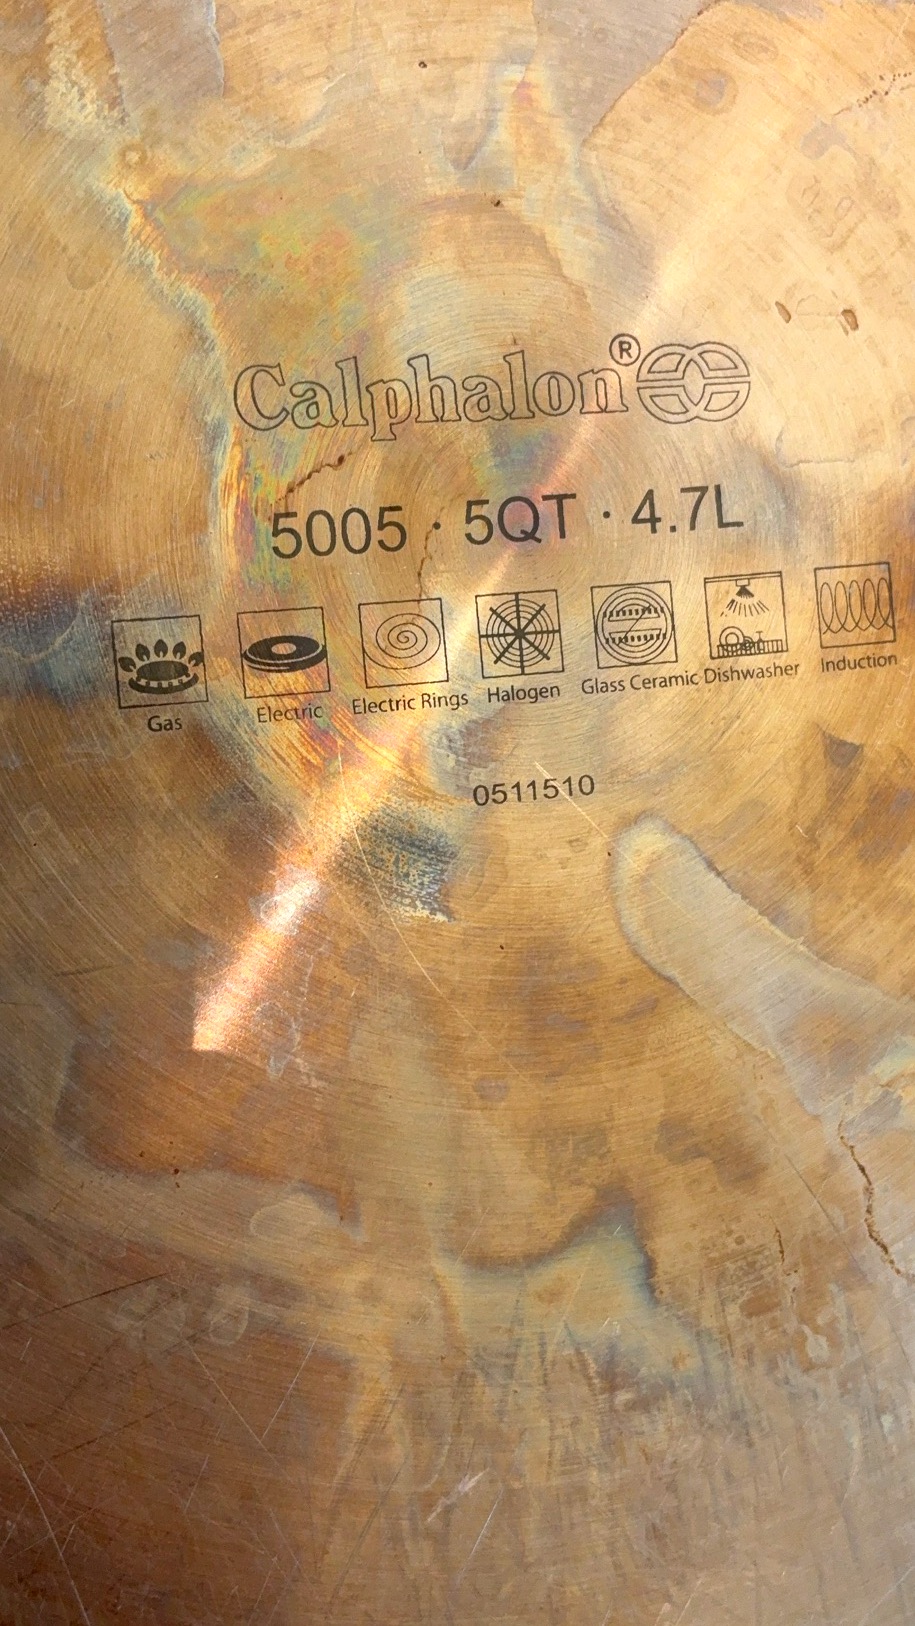 Calphalon®
5005 · 5QT · 4.7L
Gas Electric Electric Rings Halogen Glass Ceramic Dishwasher Induction
0511510